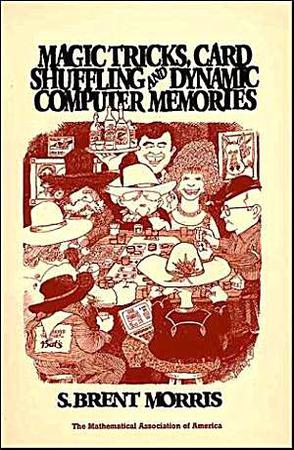 MAGIC TRICKS, CARD
SHUFFLING AND DYNAMIC
COMPUTER MEMORIES
S. BRENT MORRIS
The Mathematical Association of America